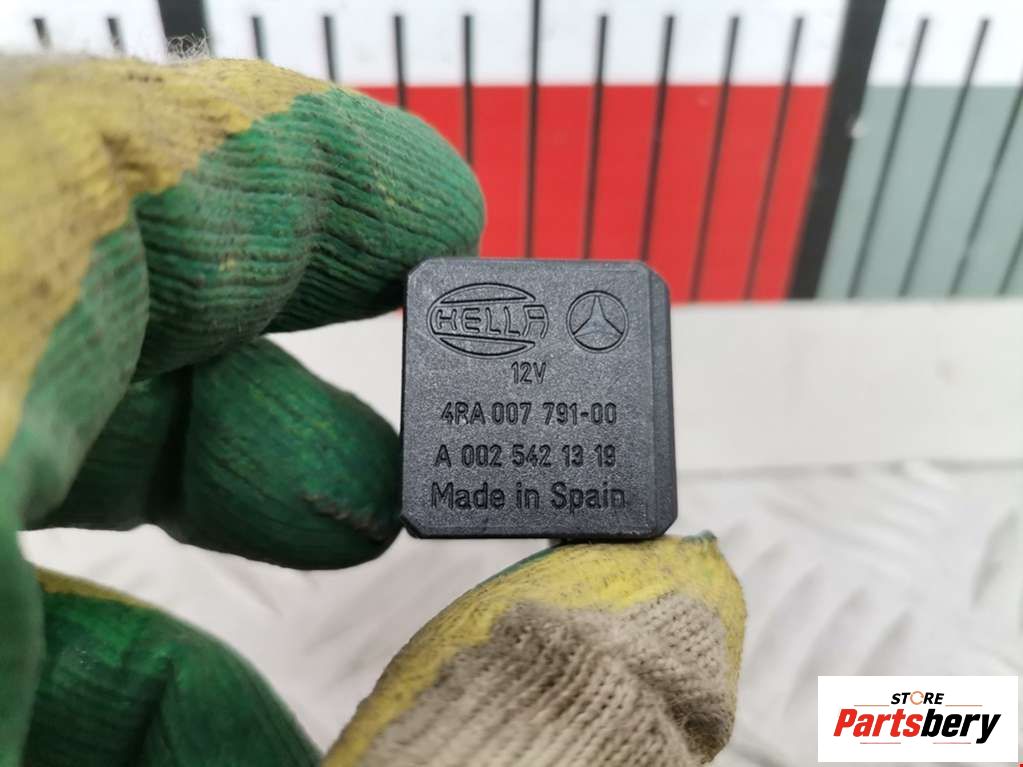 HELLA
12V
4RA 007 791-00
A 002 542 13 19
Made in Spain
STORE
Partsbery